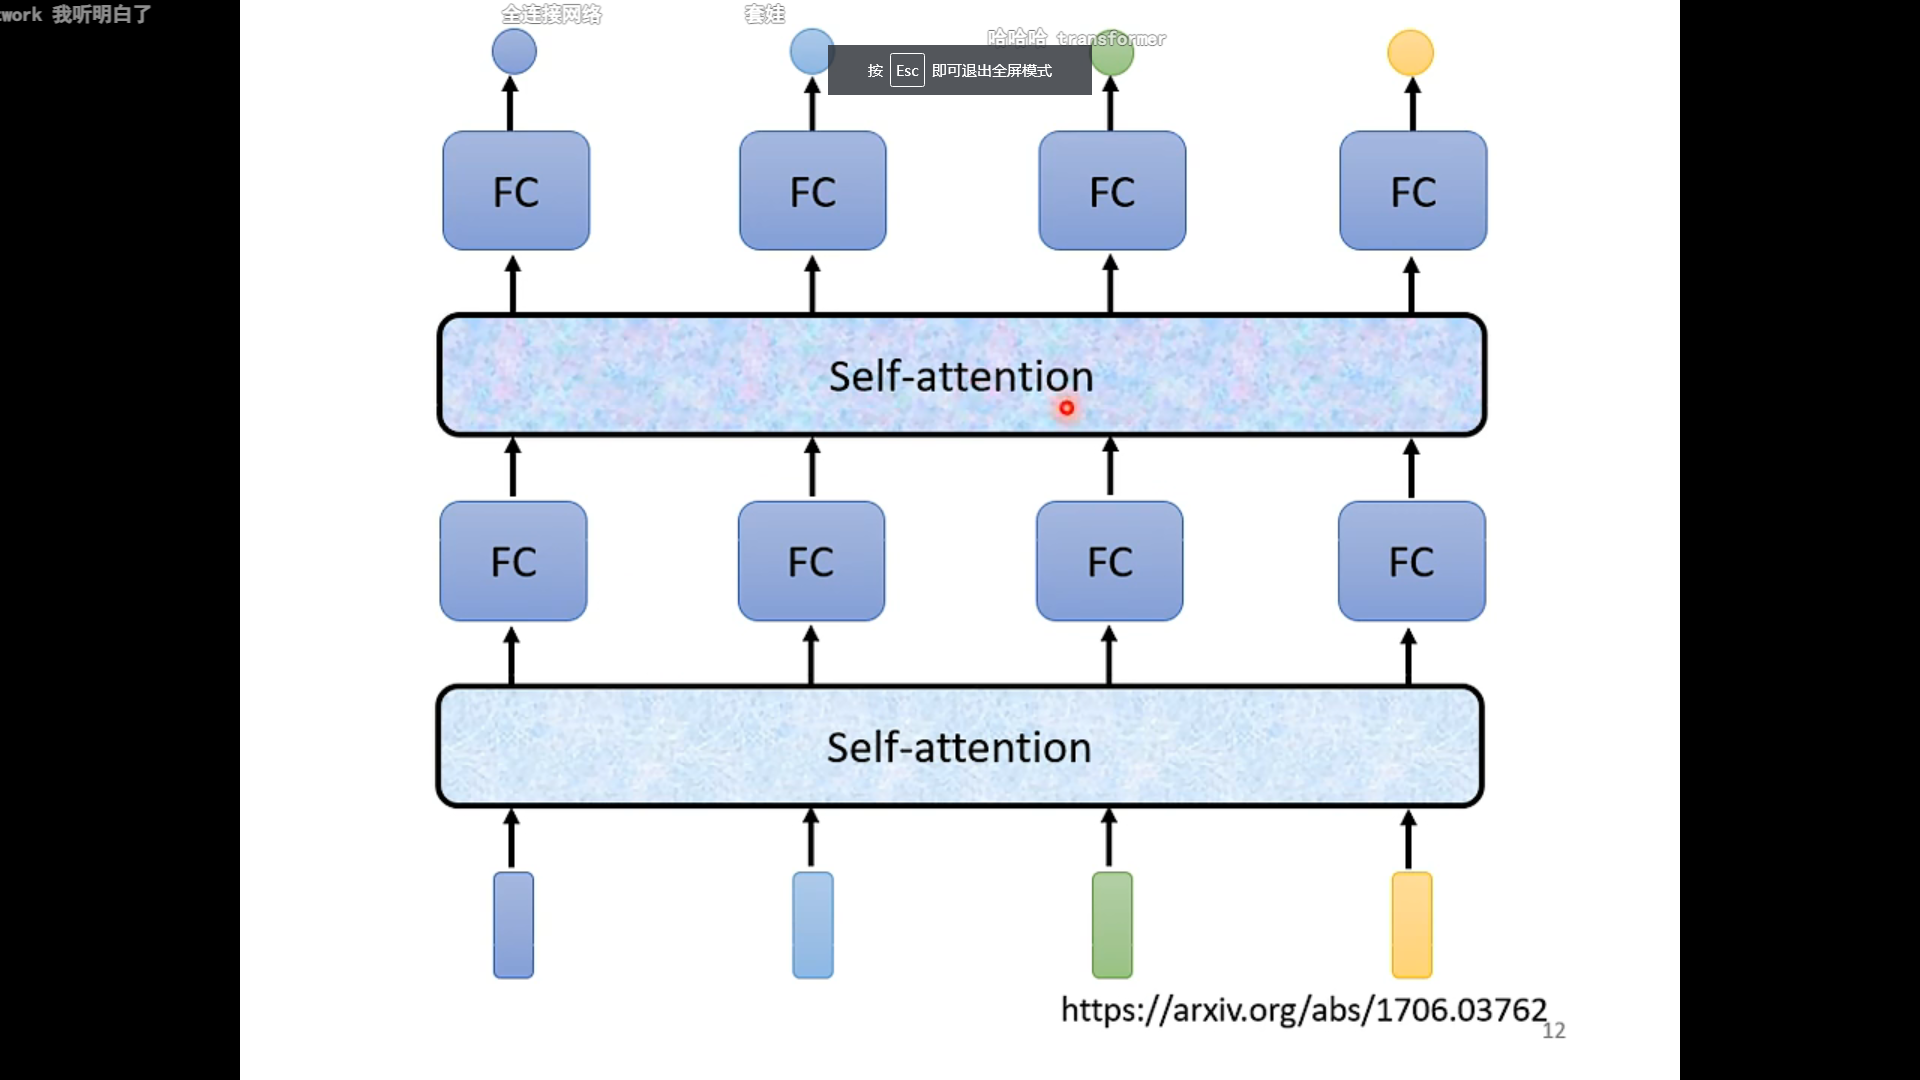 work 我听明白了
全连接网络
套娃
哈哈哈 transformer
按 Esc 即可退出全屏模式
FC FC FC FC
Self-attention
FC FC FC FC
Self-attention
https://arxiv.org/abs/1706.03762
12